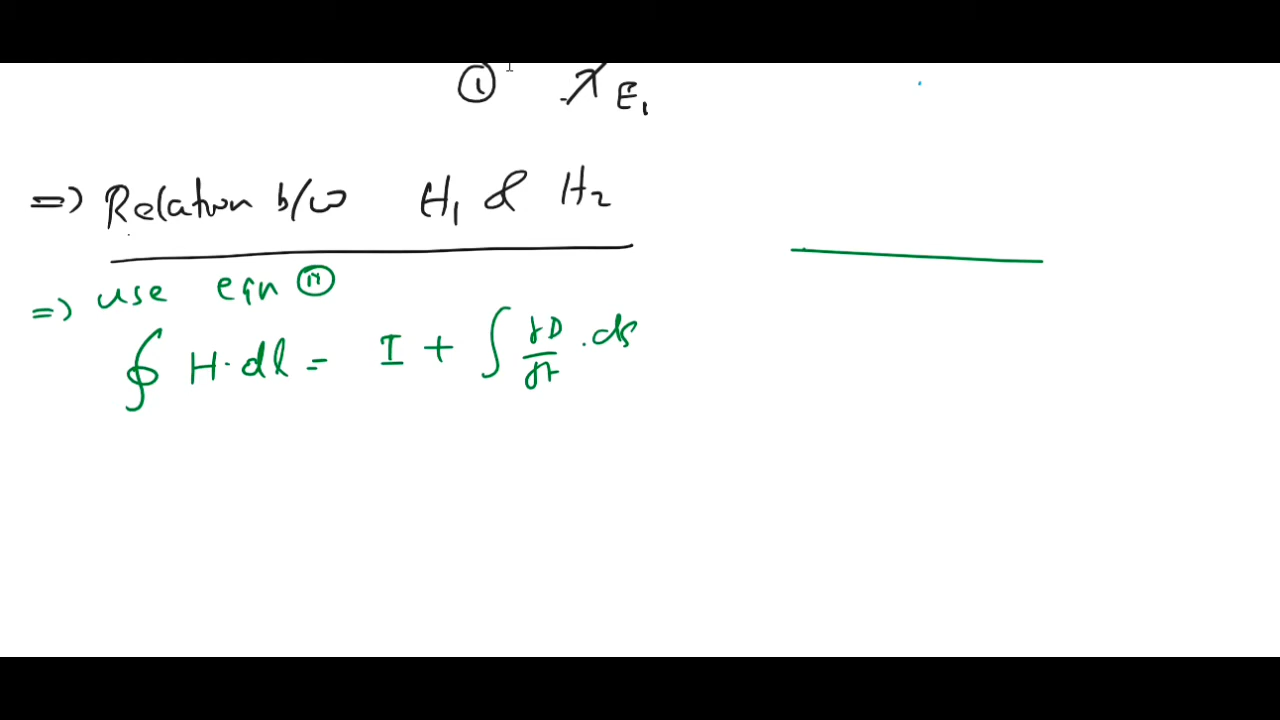 ① E₁
=> Relation b/w H₁ & H₂
=> use eqn
∮ H · dl = I + ∫ ∂D/∂t . ds